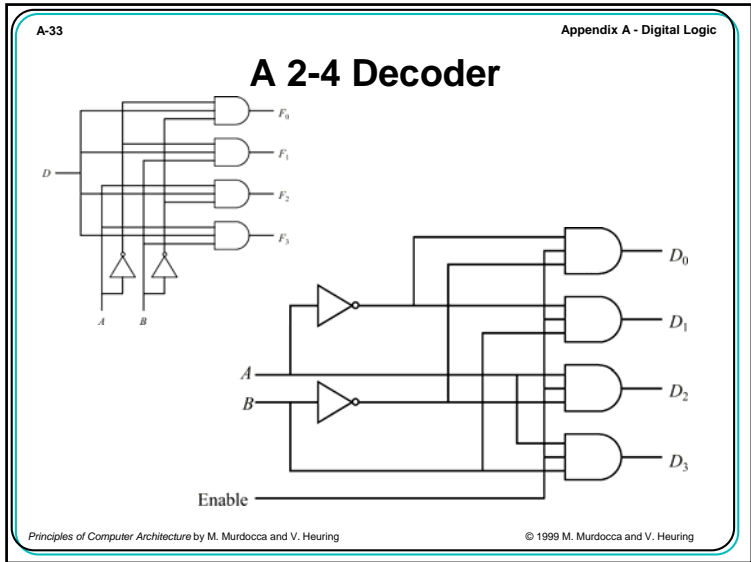 A-33
Appendix A - Digital Logic
A 2-4 Decoder
F0
F1
D
F2
F3
A
B
D0
D1
A
D2
B
D3
Enable
Principles of Computer Architecture by M. Murdocca and V. Heuring
© 1999 M. Murdocca and V. Heuring